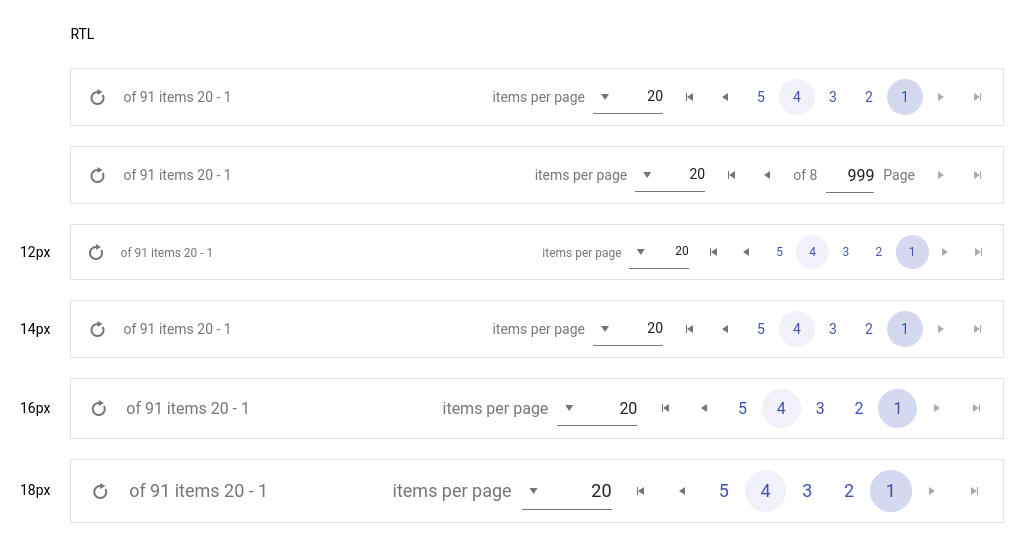 RTL
of 91 items 20 - 1 items per page 20 5 4 3 2 1
of 91 items 20 - 1 items per page 20 of 8 999 Page
12px of 91 items 20 - 1 items per page 20 5 4 3 2 1
14px of 91 items 20 - 1 items per page 20 5 4 3 2 1
16px of 91 items 20 - 1 items per page 20 5 4 3 2 1
18px of 91 items 20 - 1 items per page 20 5 4 3 2 1